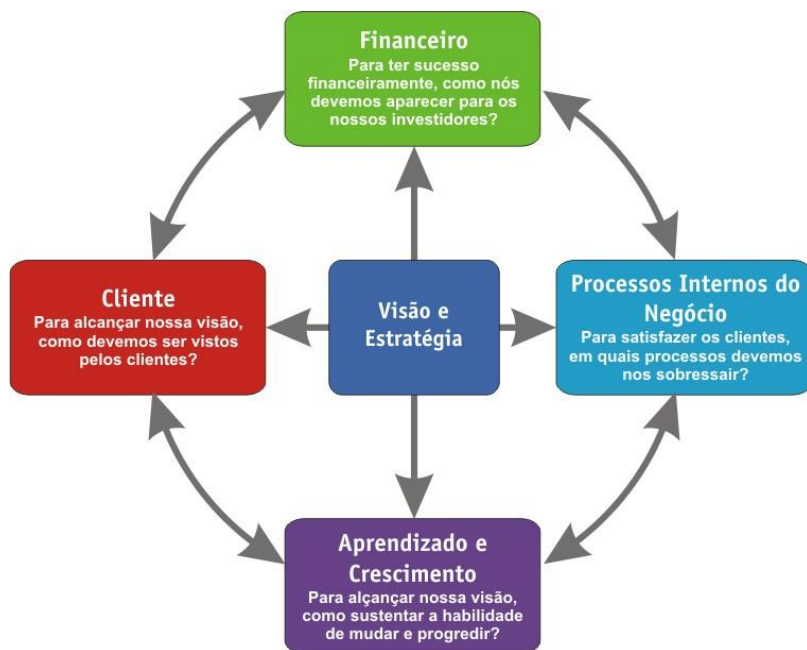 Financeiro
Para ter sucesso
financeiramente, como nós
devemos aparecer para os
nossos investidores?
Cliente
Para alcançar nossa visão,
como devemos ser vistos
pelos clientes?
Visão e
Estratégia
Processos Internos do
Negócio
Para satisfazer os clientes,
em quais processos devemos
nos sobressair?
Aprendizado e
Crescimento
Para alçançar nossa visão,
como sustentar a habilidade
de mudar e progredir?